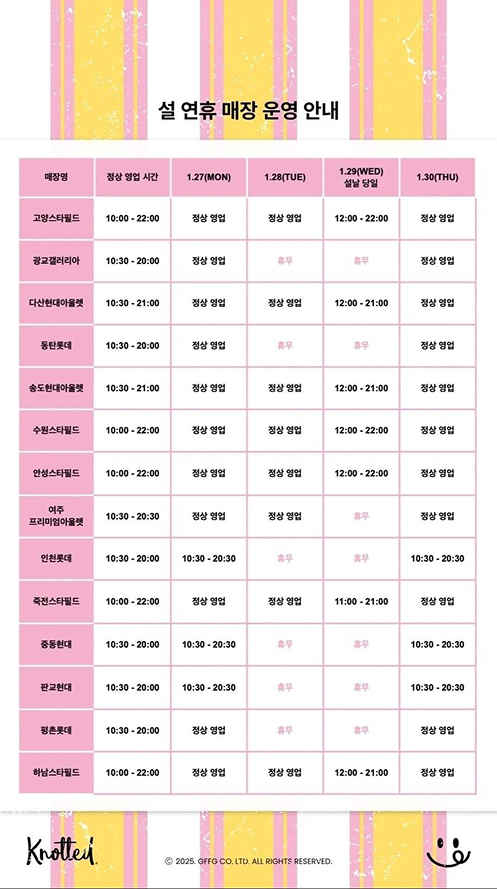 설 연휴 매장 운영 안내
매장명 정상 영업 시간 1.27(MON) 1.28(TUE) 1.29(WED) 설날 당일 1.30(THU)
고양스타필드 10:00 - 22:00 정상 영업 정상 영업 12:00 - 22:00 정상 영업
광교갤러리아 10:30 - 20:00 정상 영업 휴무 휴무 정상 영업
다산현대아울렛 10:30 - 21:00 정상 영업 정상 영업 12:00 - 21:00 정상 영업
동탄롯데 10:30 - 20:00 정상 영업 휴무 휴무 정상 영업
송도현대아울렛 10:30 - 21:00 정상 영업 정상 영업 12:00 - 21:00 정상 영업
수원스타필드 10:00 - 22:00 정상 영업 정상 영업 12:00 - 22:00 정상 영업
안성스타필드 10:00 - 22:00 정상 영업 정상 영업 12:00 - 22:00 정상 영업
여주 프리미엄아울렛 10:30 - 20:30 정상 영업 정상 영업 휴무 정상 영업
인천롯데 10:30 - 20:00 10:30 - 20:30 휴무 휴무 10:30 - 20:30
죽전스타필드 10:00 - 22:00 정상 영업 정상 영업 11:00 - 21:00 정상 영업
중동현대 10:30 - 20:00 10:30 - 20:30 휴무 휴무 10:30 - 20:30
판교현대 10:30 - 20:00 10:30 - 20:30 휴무 휴무 10:30 - 20:30
평촌롯데 10:30 - 20:00 정상 영업 휴무 휴무 정상 영업
하남스타필드 10:00 - 22:00 정상 영업 정상 영업 12:00 - 21:00 정상 영업
Knotted.
© 2025. GFFG CO. LTD. ALL RIGHTS RESERVED.